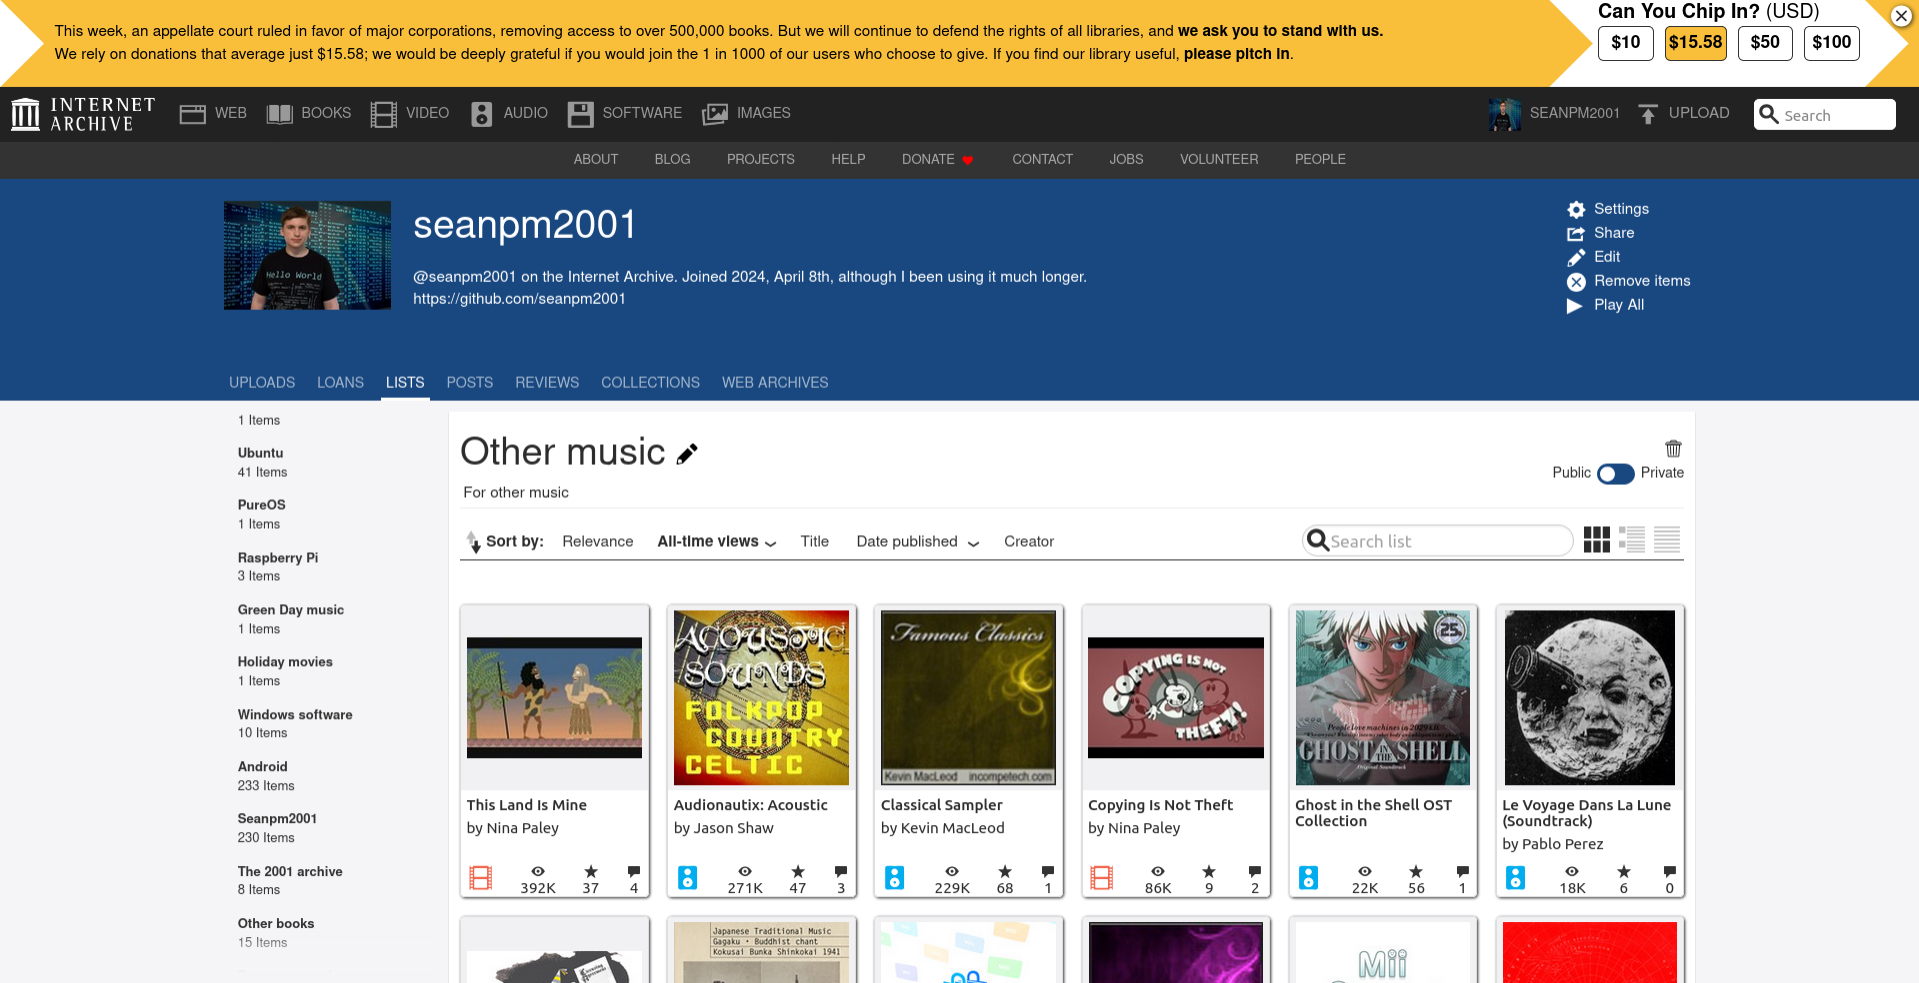 This week, an appellate court ruled in favor of major corporations, removing access to over 500,000 books. But we will continue to defend the rights of all libraries, and we ask you to stand with us.
We rely on donations that average just $15.58; we would be deeply grateful if you would join the 1 in 1000 of our users who choose to give. If you find our library useful, please pitch in.
Can You Chip In? (USD)
$10 $15.58 $50 $100
INTERNET
ARCHIVE
WEB BOOKS VIDEO AUDIO SOFTWARE IMAGES SEANPM2001 UPLOAD Search
ABOUT BLOG PROJECTS HELP DONATE CONTACT JOBS VOLUNTEER PEOPLE
Hello World
seanpm2001
@seanpm2001 on the Internet Archive. Joined 2024, April 8th, although I been using it much longer.
https://github.com/seanpm2001
Settings
Share
Edit
Remove items
Play All
UPLOADS LOANS LISTS POSTS REVIEWS COLLECTIONS WEB ARCHIVES
1 Items
Ubuntu
41 Items
PureOS
1 Items
Raspberry Pi
3 Items
Green Day music
1 Items
Holiday movies
1 Items
Windows software
10 Items
Android
233 Items
Seanpm2001
230 Items
The 2001 archive
8 Items
Other books
15 Items
Other music
For other music
Public Private
Sort by: Relevance All-time views Title Date published Creator
Search list
This Land Is Mine
by Nina Paley
392K 37 4
ACOUSTIC
SOUNDS
FOLKPOP
COUNTRY
CELTIC
Audionautix: Acoustic
by Jason Shaw
271K 47 3
Famous Classics
Kevin MacLeod incompetech.com
Classical Sampler
by Kevin MacLeod
229K 68 1
COPYING IS NOT
THEFT!
Copying Is Not Theft
by Nina Paley
86K 9 2
25
People love machines in 2029 A.D.
GHOST IN THE SHELL
Original Soundtrack
Ghost in the Shell OST
Collection
22K 56 1
Le Voyage Dans La Lune
(Soundtrack)
by Pablo Perez
18K 6 0
Japanese Traditional Music
Gagaku • Buddhist chant
Kokusai Bunka Shinkokai 1941
Mii